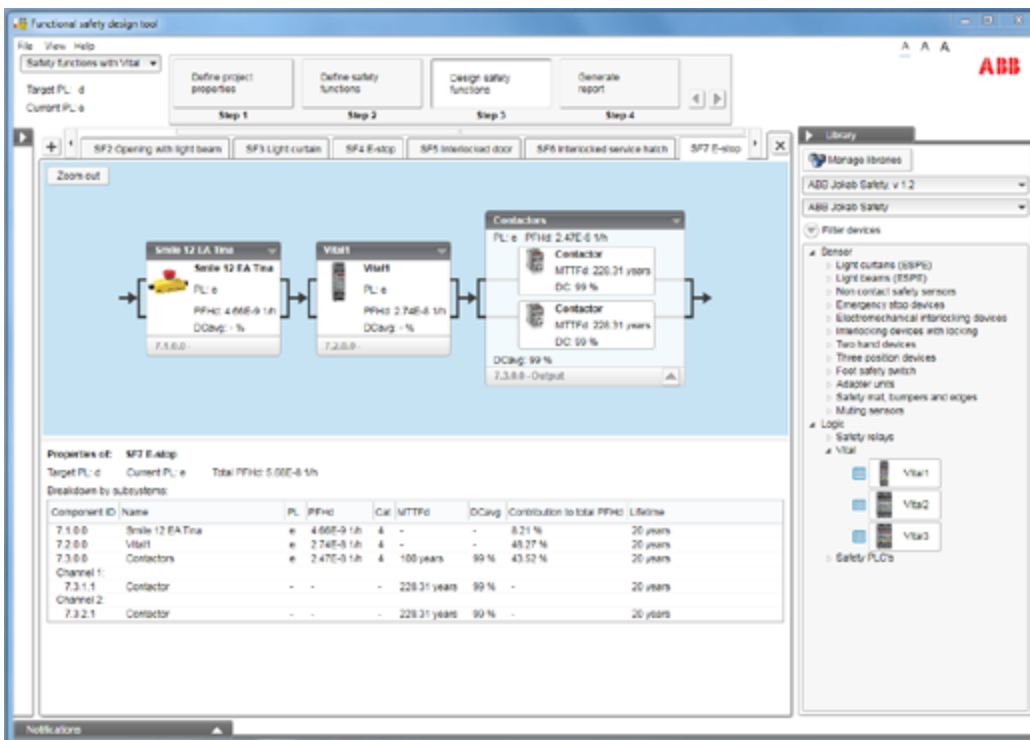 Functional safety design tool
File View Help
A A A
ABB
Safety functions with Vital
Target PL: d
Current PL: e
Define project properties
Step 1
Define safety functions
Step 2
Design safety functions
Step 3
Generate report
Step 4
SF2 Opening with light beam
SF3 Light curtain
SF4 E-stop
SF5 Interlocked door
SF6 Interlocked service hatch
SF7 E-stop
Zoom out
Smile 12 EA Tina
Smile 12 EA Tina
PL: e
PFHd: 4.66E-9 1/h
DCavg: - %
7.1.0.0 -
Vital1
Vital1
PL: e
PFHd: 2.74E-8 1/h
DCavg: - %
7.2.0.0 -
Contactors
PL: e PFHd: 2.47E-8 1/h
Contactor
MTTFd: 228.31 years
DC: 99 %
Contactor
MTTFd: 228.31 years
DC: 99 %
DCavg: 99 %
7.3.0.0 - Output
Properties of: SF7 E-stop
Target PL: d Current PL: e Total PFHd: 5.68E-8 1/h
Breakdown by subsystems:
Component ID Name PL PFHd Cat MTTFd DCavg Contribution to total PFHd Lifetime
7.1.0.0 Smile 12 EA Tina e 4.66E-9 1/h 4 - - 8.21 % 20 years
7.2.0.0 Vital1 e 2.74E-8 1/h 4 - - 48.27 % 20 years
7.3.0.0 Contactors e 2.47E-8 1/h 4 100 years 99 % 43.52 % 20 years
Channel 1:
7.3.1.1 Contactor - - - 228.31 years 99 % - 20 years
Channel 2:
7.3.2.1 Contactor - - - 228.31 years 99 % - 20 years
Library
Manage libraries
ABB Jokab Safety, v 1.2
ABB Jokab Safety
Filter devices
Sensor
Light curtains (ESPE)
Light beams (ESPE)
Non contact safety sensors
Emergency stop devices
Electromechanical interlocking devices
Interlocking devices with locking
Two hand devices
Three position devices
Foot safety switch
Adapter units
Safety mat, bumpers and edges
Muting sensors
Logic
Safety relays
Vital
Vital1
Vital2
Vital3
Safety PLC's
Notifications